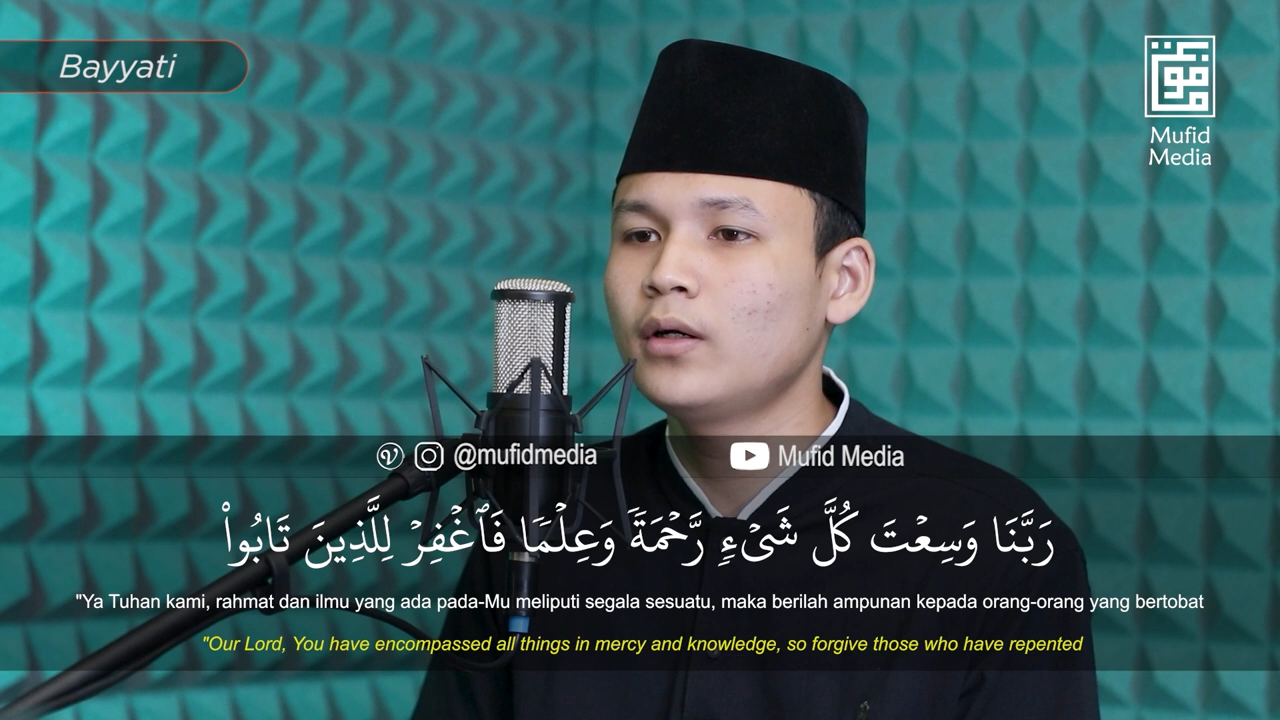 Bayyati
Mufid
Media
@mufidmedia
Mufid Media
رَبَّنَا وَسِعْتَ كُلَّ شَىْءٍ رَّحْمَةً وَعِلْمًا فَٱغْفِرْ لِلَّذِينَ تَابُوا۟
"Ya Tuhan kami, rahmat dan ilmu yang ada pada-Mu meliputi segala sesuatu, maka berilah ampunan kepada orang-orang yang bertobat
"Our Lord, You have encompassed all things in mercy and knowledge, so forgive those who have repented